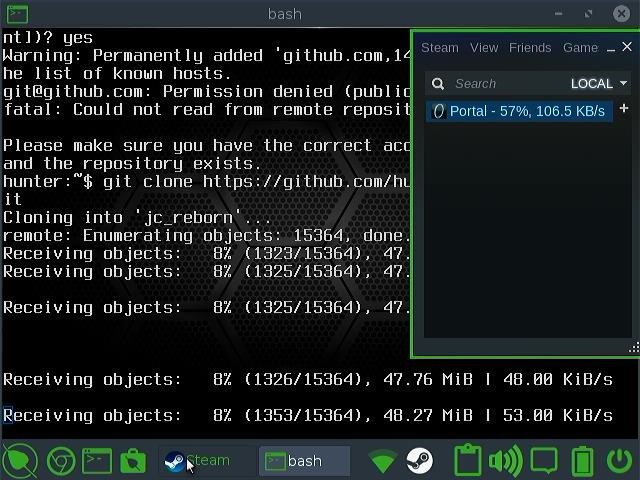 bash
ntl)? yes
Warning: Permanently added 'github.com,14
he list of known hosts.
git@github.com: Permission denied (public
fatal: Could not read from remote reposit
Please make sure you have the correct acc
and the repository exists.
hunter:~$ git clone https://github.com/hu
it
Cloning into 'jc_reborn'...
remote: Enumerating objects: 15364, done.
Receiving objects:   8% (1323/15364), 47.
Receiving objects:   8% (1325/15364), 47.
Receiving objects:   8% (1325/15364), 47.
Receiving objects:   8% (1326/15364), 47.76 MiB | 48.00 KiB/s
Receiving objects:   8% (1353/15364), 48.27 MiB | 53.00 KiB/s
Steam View Friends Game
Search LOCAL
Portal - 57%, 106.5 KB/s +
Steam bash